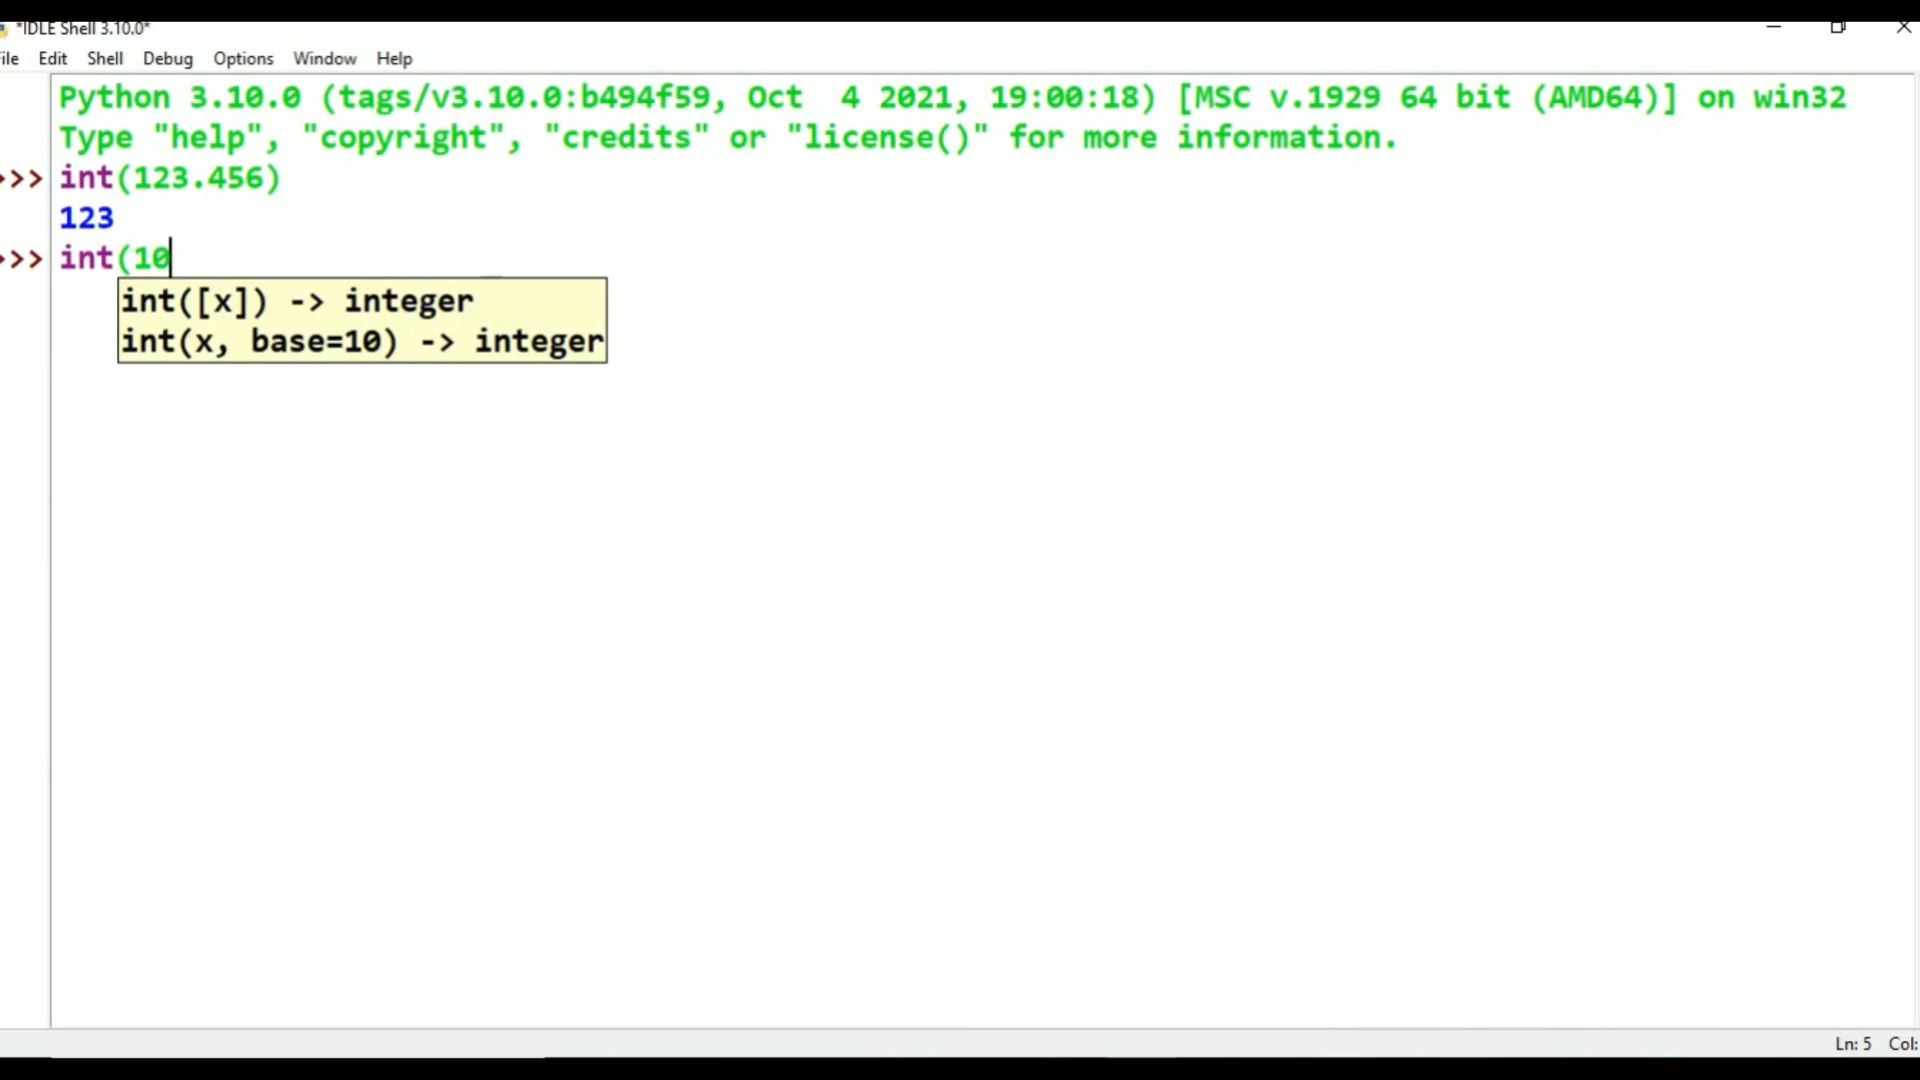 *IDLE Shell 3.10.0*
ile Edit Shell Debug Options Window Help
Python 3.10.0 (tags/v3.10.0:b494f59, Oct  4 2021, 19:00:18) [MSC v.1929 64 bit (AMD64)] on win32
Type "help", "copyright", "credits" or "license()" for more information.
>>> int(123.456)
123
>>> int(10
int([x]) -> integer
int(x, base=10) -> integer
Ln: 5 Col: